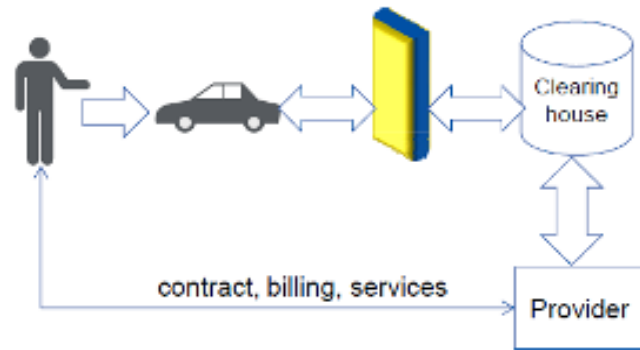 Clearing
house
contract, billing, services
Provider